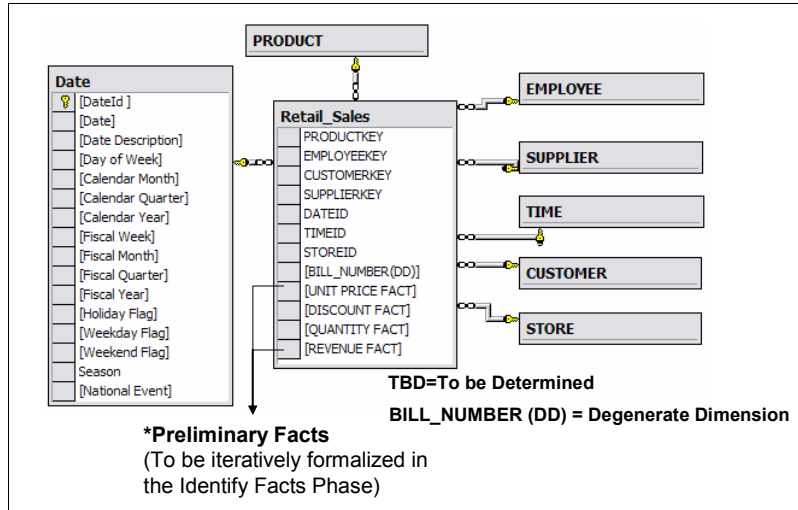 PRODUCT
Date
[DateId ]
[Date]
[Date Description]
[Day of Week]
[Calendar Month]
[Calendar Quarter]
[Calendar Year]
[Fiscal Week]
[Fiscal Month]
[Fiscal Quarter]
[Fiscal Year]
[Holiday Flag]
[Weekday Flag]
[Weekend Flag]
Season
[National Event]
Retail_Sales
PRODUCTKEY
EMPLOYEEKEY
CUSTOMERKEY
SUPPLIERKEY
DATEID
TIMEID
STOREID
[BILL_NUMBER(DD)]
[UNIT PRICE FACT]
[DISCOUNT FACT]
[QUANTITY FACT]
[REVENUE FACT]
EMPLOYEE
SUPPLIER
TIME
CUSTOMER
STORE
TBD=To be Determined
BILL_NUMBER (DD) = Degenerate Dimension
*Preliminary Facts
(To be iteratively formalized in
the Identify Facts Phase)